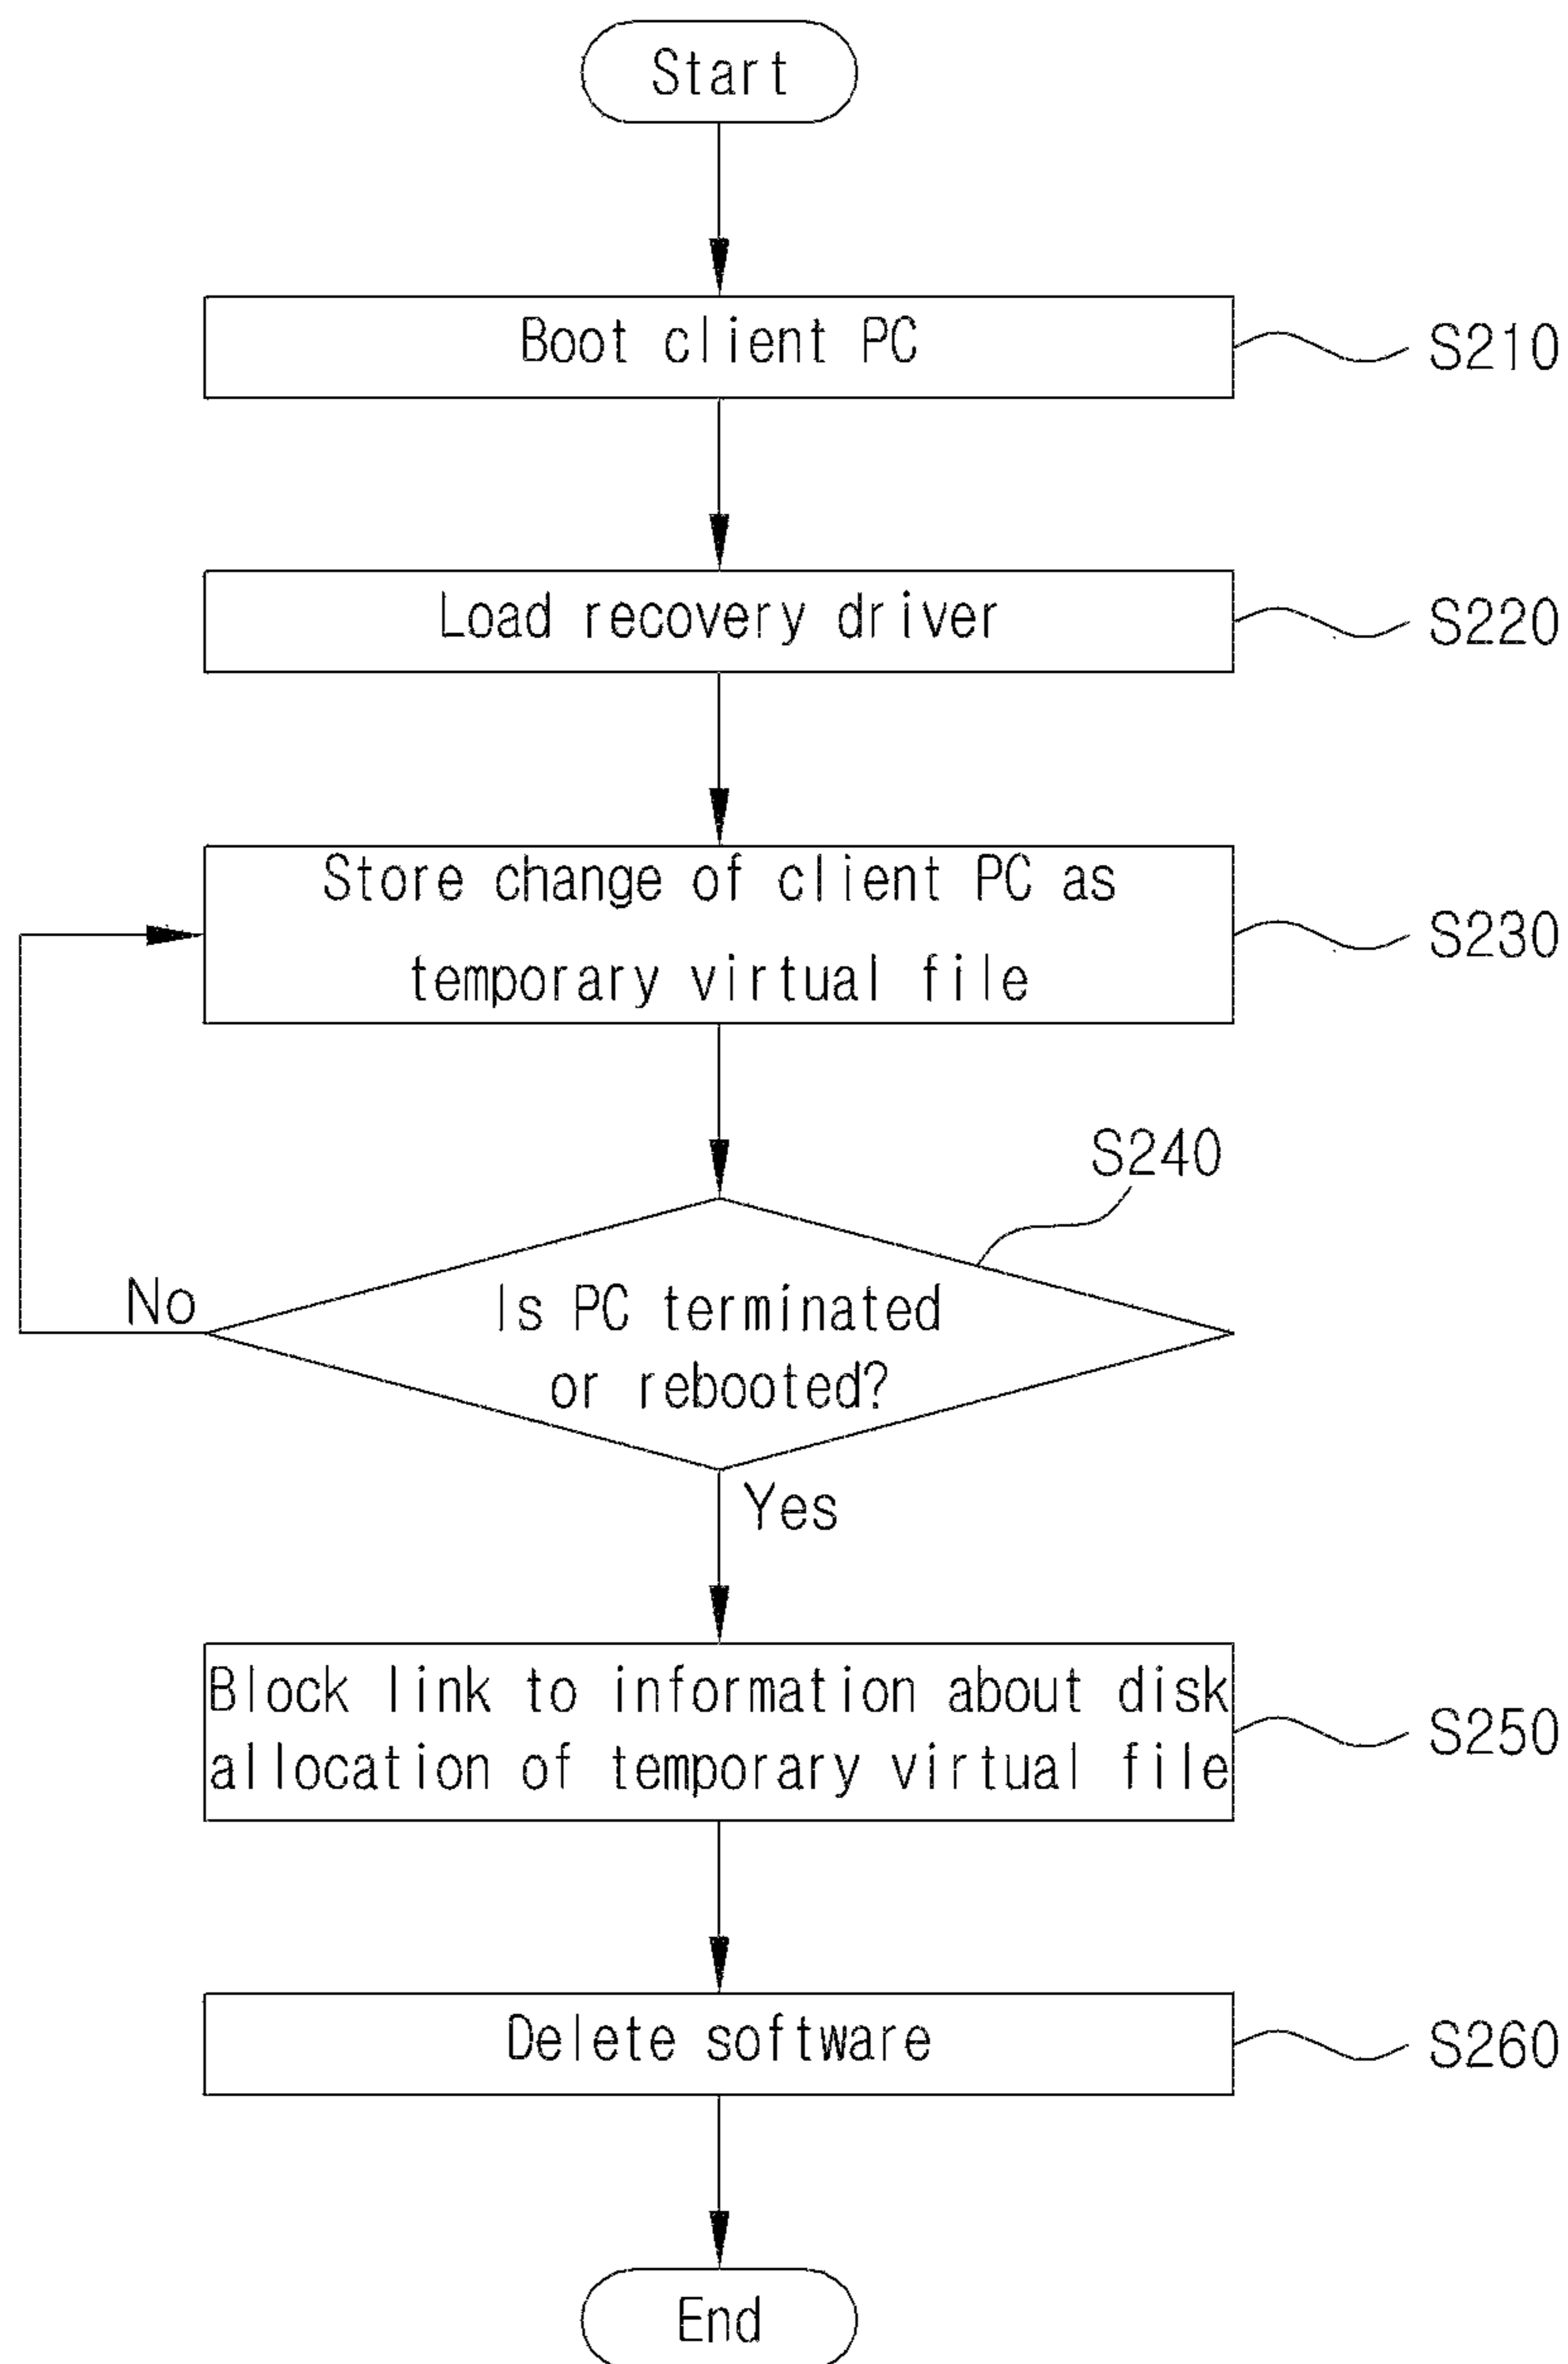 Start
Boot client PC
S210
Load recovery driver
S220
Store change of client PC as
temporary virtual file
S230
S240
Is PC terminated
or rebooted?
No
Yes
Block link to information about disk
allocation of temporary virtual file
S250
Delete software
S260
End